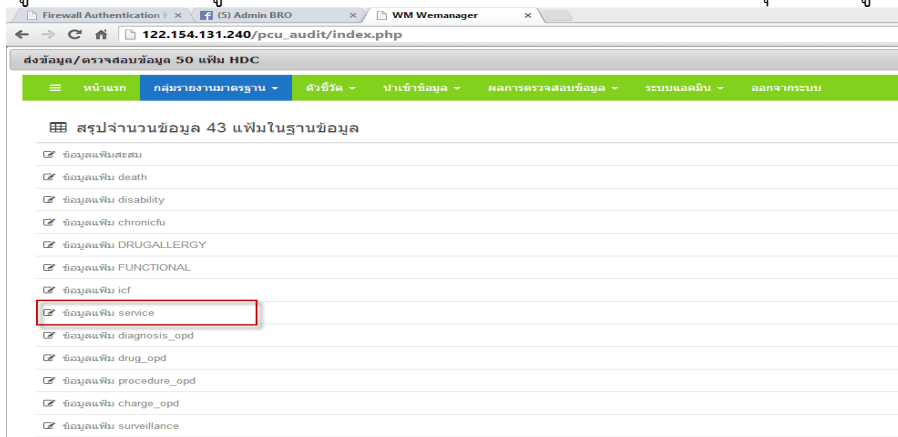 Firewall Authentication (5) Admin BRO WM Wemanager
122.154.131.240/pcu_audit/index.php
ส่งข้อมูล/ตรวจสอบข้อมูล 50 แฟ้ม HDC
หน้าแรก กลุ่มรายงานมาตรฐาน ตัวชี้วัด นำเข้าข้อมูล ผลการตรวจสอบข้อมูล ระบบแอดมิน ออกจากระบบ
สรุปจำนวนข้อมูล 43 แฟ้มในฐานข้อมูล
ข้อมูลแฟ้มสะสม
ข้อมูลแฟ้ม death
ข้อมูลแฟ้ม disability
ข้อมูลแฟ้ม chronicfu
ข้อมูลแฟ้ม DRUGALLERGY
ข้อมูลแฟ้ม FUNCTIONAL
ข้อมูลแฟ้ม icf
ข้อมูลแฟ้ม service
ข้อมูลแฟ้ม diagnosis_opd
ข้อมูลแฟ้ม drug_opd
ข้อมูลแฟ้ม procedure_opd
ข้อมูลแฟ้ม charge_opd
ข้อมูลแฟ้ม surveillance